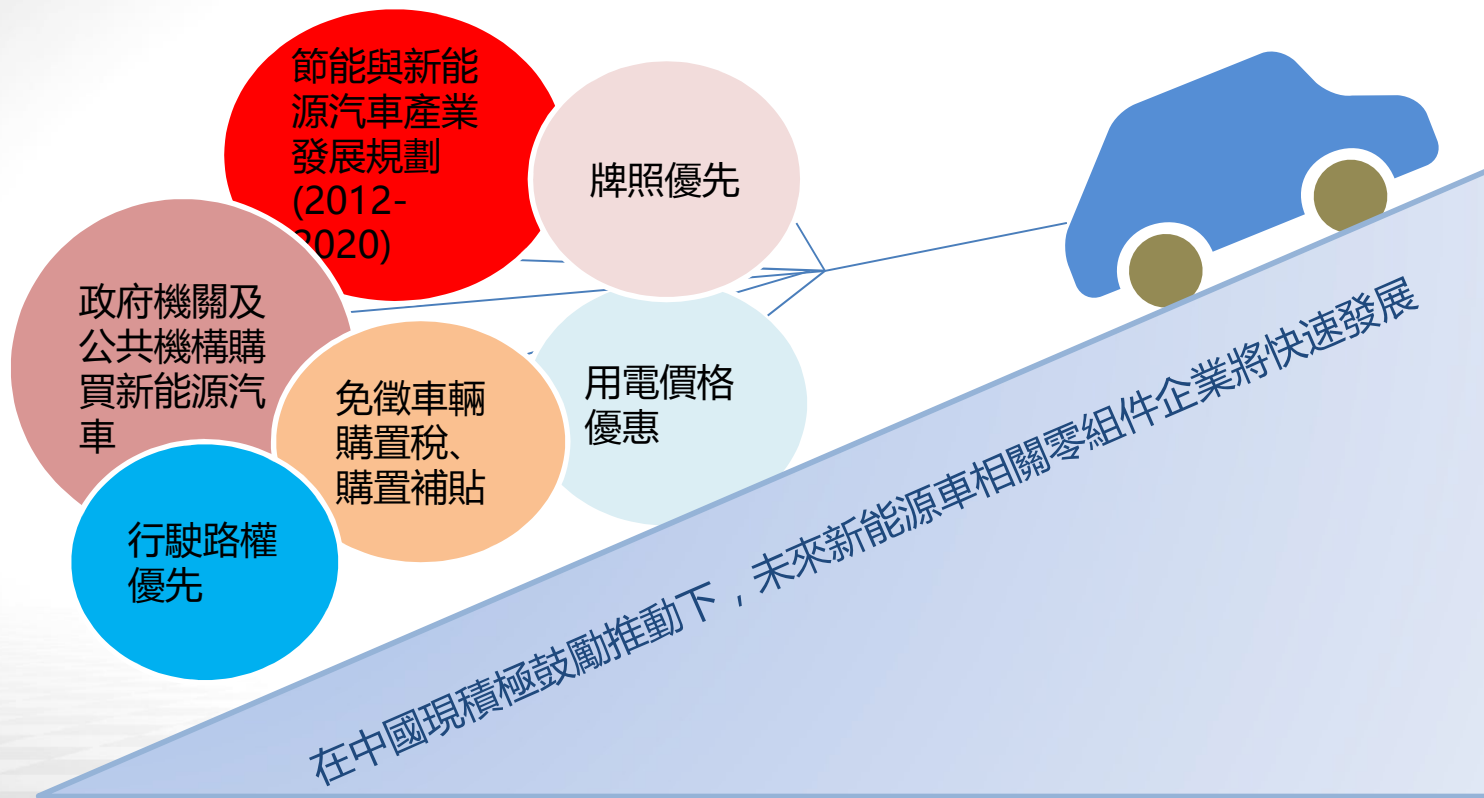 節能與新能
源汽車產業
發展規劃
(2012-
2020)
牌照優先
政府機關及
公共機構購
買新能源汽
車
免徵車輛
購置稅、
購置補貼
用電價格
優惠
行駛路權
優先
在中國現積極鼓勵推動下，未來新能源車相關零組件企業將快速發展